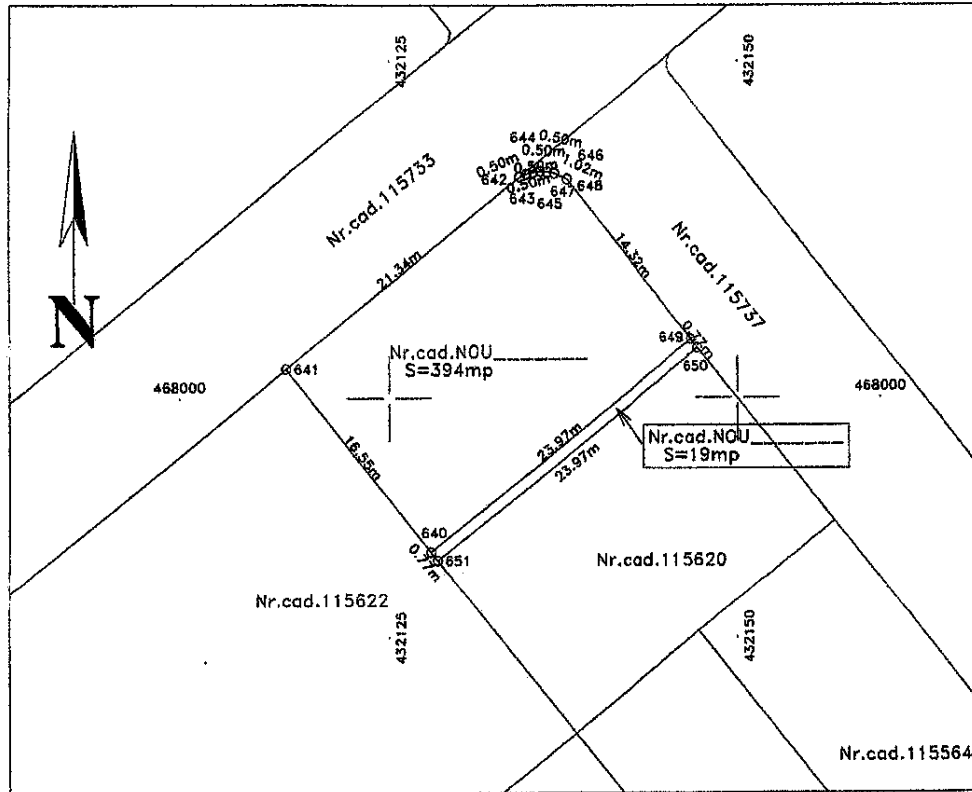 432125
432150
644
0.50m
0.50m
646
0.50m
1.02m
642
0.50m
643
645
647
648
Nr.cad.115733
21.34m
14.32m
Nr.cad.115737
N
649
0.77m
650
641
Nr.cad.NOU
S=394mp
468000
468000
16.55m
23.97m
23.97m
Nr.cad.NOU
S=19mp
640
651
0.77m
Nr.cad.115620
Nr.cad.115622
432125
432150
Nr.cad.115564